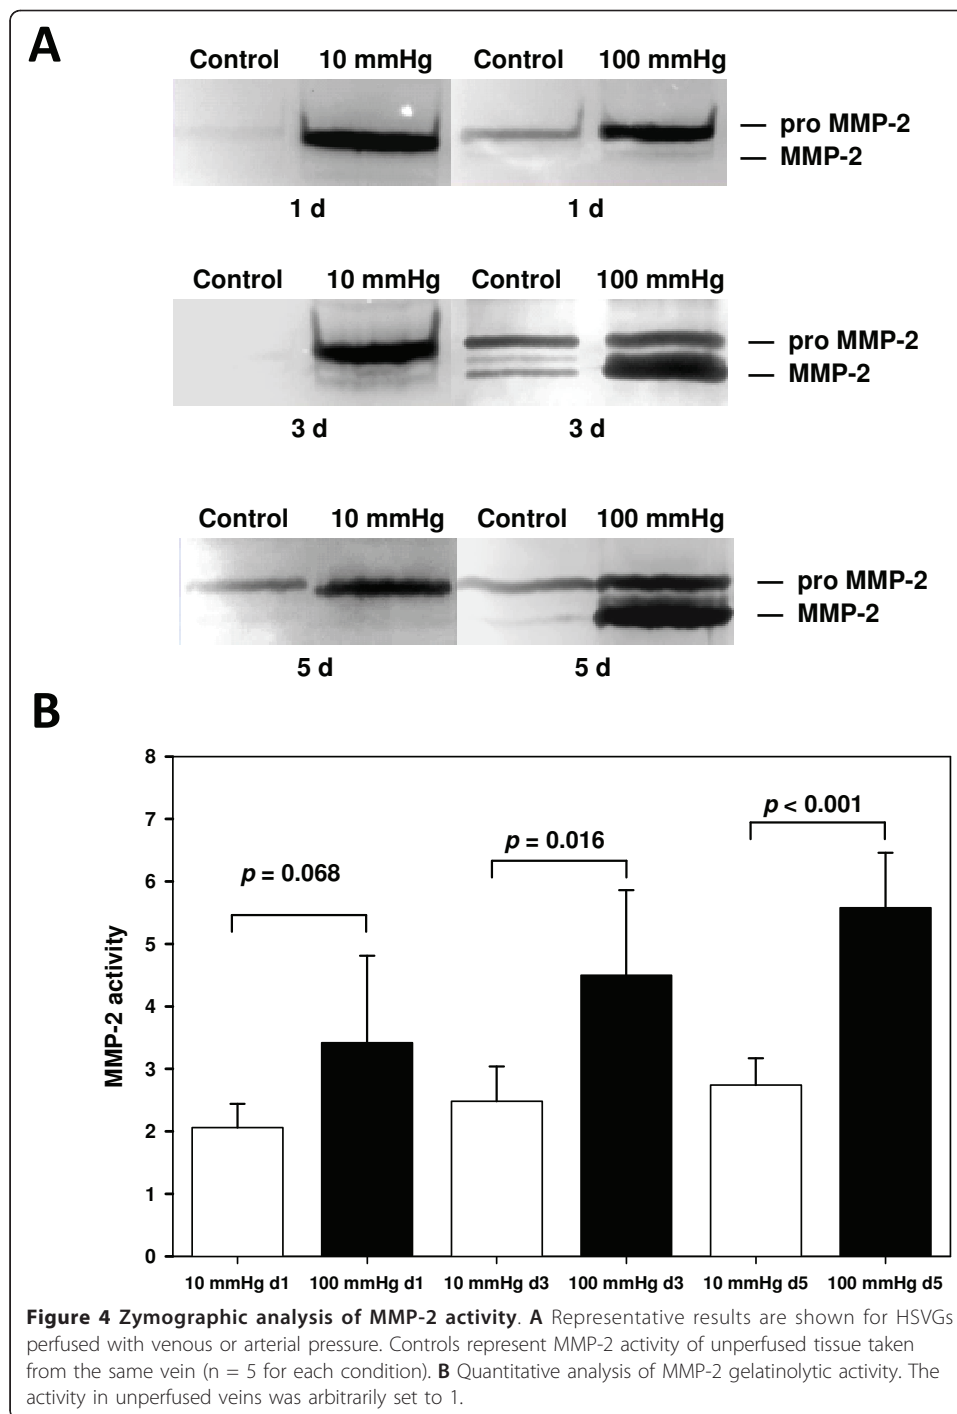 A
Control 10 mmHg Control 100 mmHg
— pro MMP-2
— MMP-2
1 d 1 d
Control 10 mmHg Control 100 mmHg
— pro MMP-2
— MMP-2
3 d 3 d
Control 10 mmHg Control 100 mmHg
— pro MMP-2
— MMP-2
5 d 5 d
B
MMP-2 activity
8
7
6
5
4
3
2
1
0
p = 0.068
p = 0.016
p < 0.001
10 mmHg d1 100 mmHg d1 10 mmHg d3 100 mmHg d3 10 mmHg d5 100 mmHg d5
Figure 4 Zymographic analysis of MMP-2 activity. A Representative results are shown for HSVGs
perfused with venous or arterial pressure. Controls represent MMP-2 activity of unperfused tissue taken
from the same vein (n = 5 for each condition). B Quantitative analysis of MMP-2 gelatinolytic activity. The
activity in unperfused veins was arbitrarily set to 1.